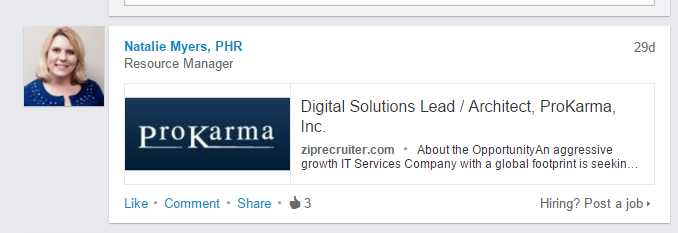 Natalie Myers, PHR
29d
Resource Manager
PROKARMA
Digital Solutions Lead / Architect, ProKarma,
Inc.
ziprecruiter.com • About the OpportunityAn aggressive
growth IT Services Company with a global footprint is seekin…
Like • Comment • Share • 3
Hiring? Post a job